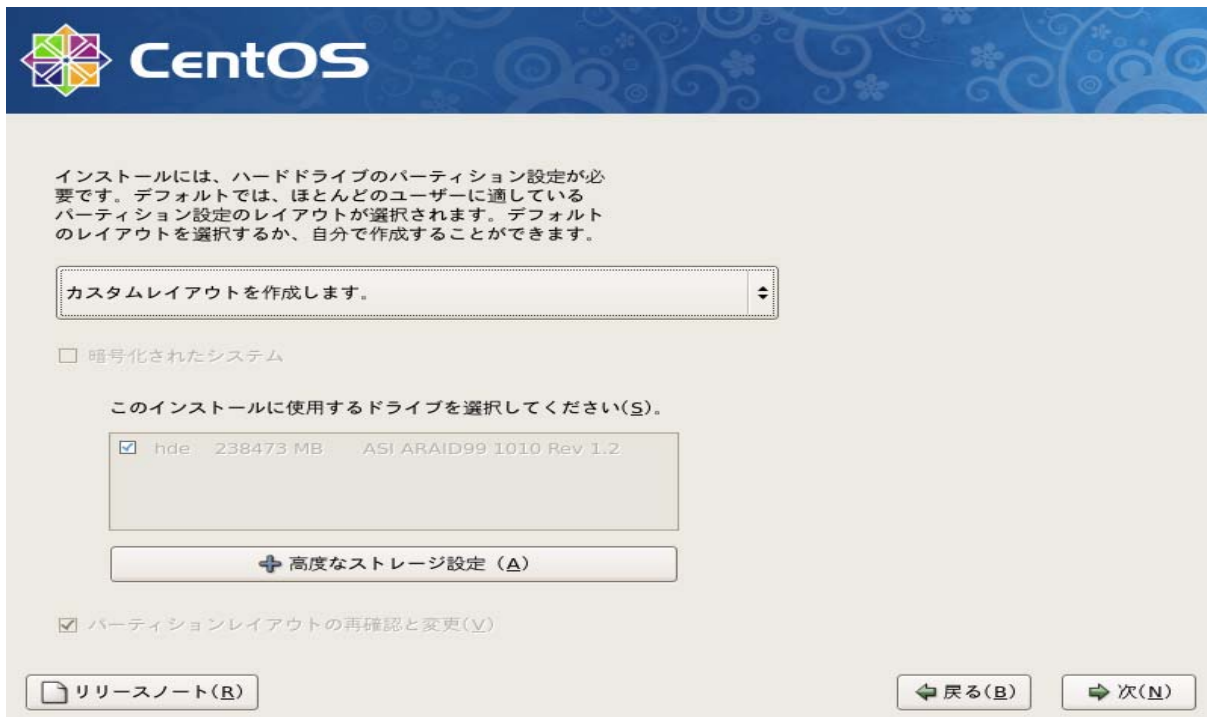 CentOS
インストールには、ハードドライブのパーティション設定が必
要です。デフォルトでは、ほとんどのユーザーに適している
パーティション設定のレイアウトが選択されます。デフォルト
のレイアウトを選択するか、自分で作成することができます。
カスタムレイアウトを作成します。
暗号化されたシステム
このインストールに使用するドライブを選択してください(S)。
hde 238473 MB ASI ARAID99 1010 Rev 1.2
高度なストレージ設定（A）
パーティションレイアウトの再確認と変更(V)
リリースノート(R) 戻る(B) 次(N)